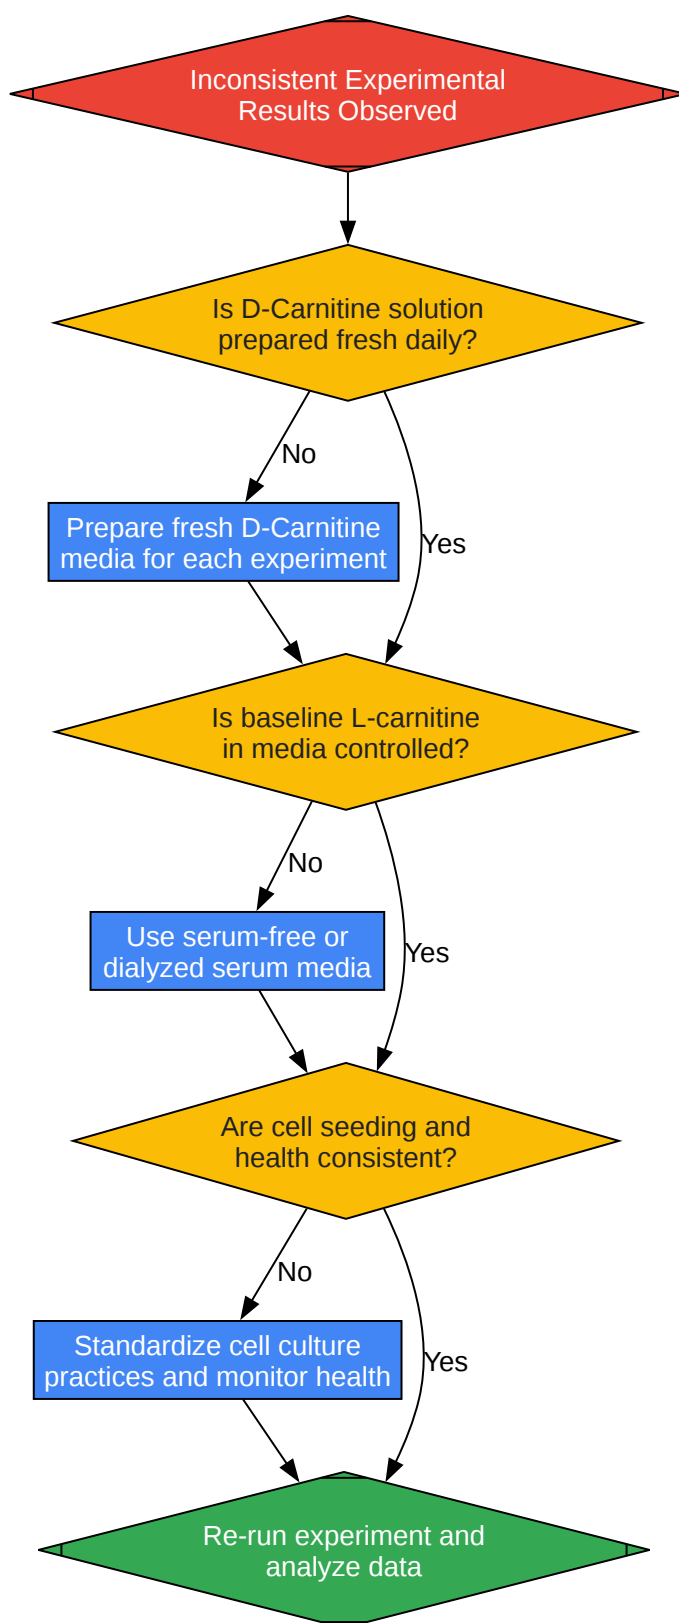 Inconsistent Experimental
Results Observed
Is D-Carnitine solution
prepared fresh daily?
No
Prepare fresh D-Carnitine
media for each experiment
Yes
Is baseline L-carnitine
in media controlled?
No
Use serum-free or
dialyzed serum media
Yes
Are cell seeding and
health consistent?
No
Standardize cell culture
practices and monitor health
Yes
Re-run experiment and
analyze data